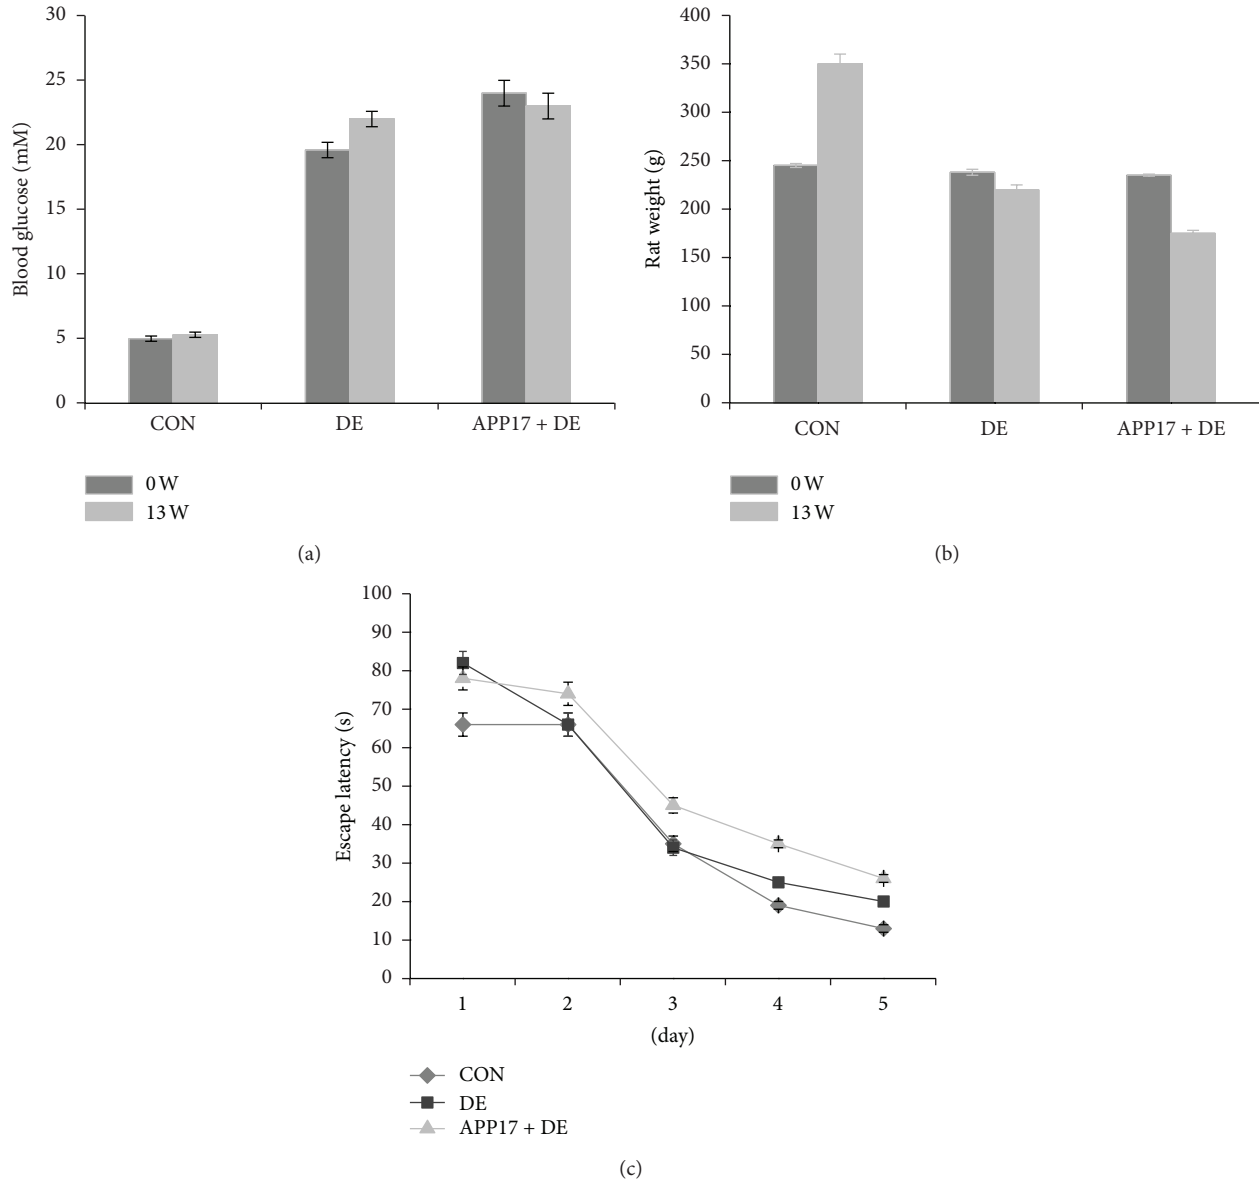 30
25
20
15
10
5
0
Blood glucose (mM)
CON
DE
APP17 + DE
0 W
13 W
(a)
400
350
300
250
200
150
100
50
0
Rat weight (g)
CON
DE
APP17 + DE
0 W
13 W
(b)
100
90
80
70
60
50
40
30
20
10
0
Escape latency (s)
1
2
3
4
5
(day)
CON
DE
APP17 + DE
(c)